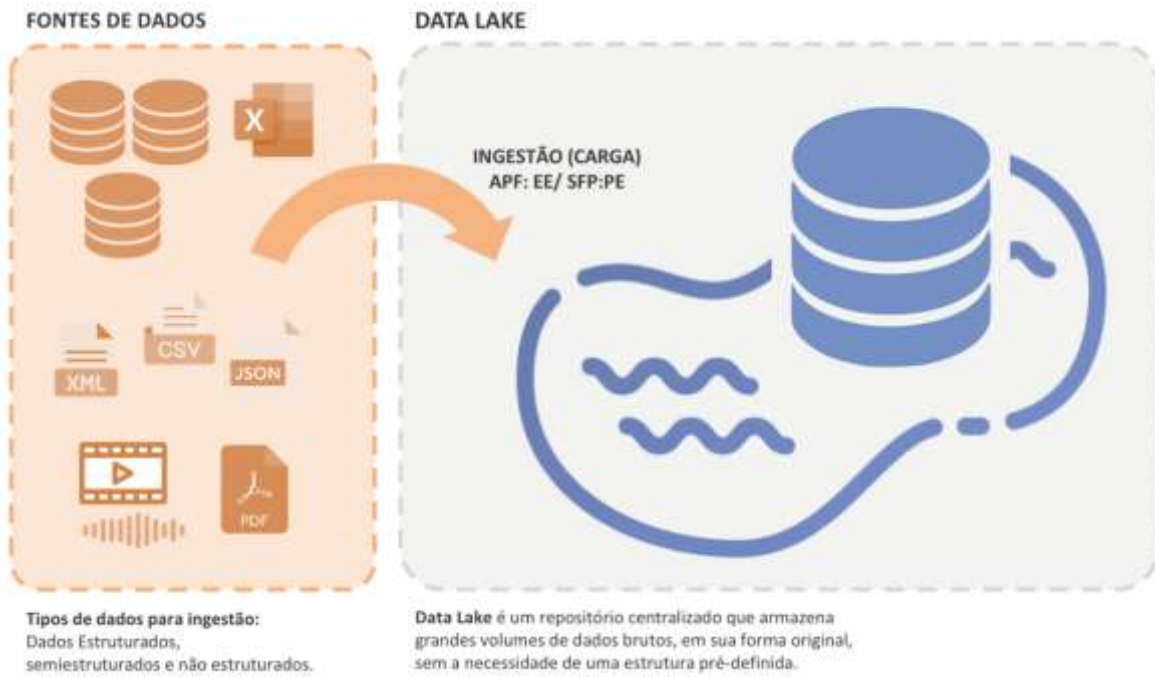 FONTES DE DADOS
DATA LAKE
X
INGESTÃO (CARGA)
APF: EE/ SFP:PE
XML
CSV
JSON
PDF
Tipos de dados para ingestão:
Dados Estruturados,
semiestruturados e não estruturados.
Data Lake é um repositório centralizado que armazena
grandes volumes de dados brutos, em sua forma original,
sem a necessidade de uma estrutura pré-definida.